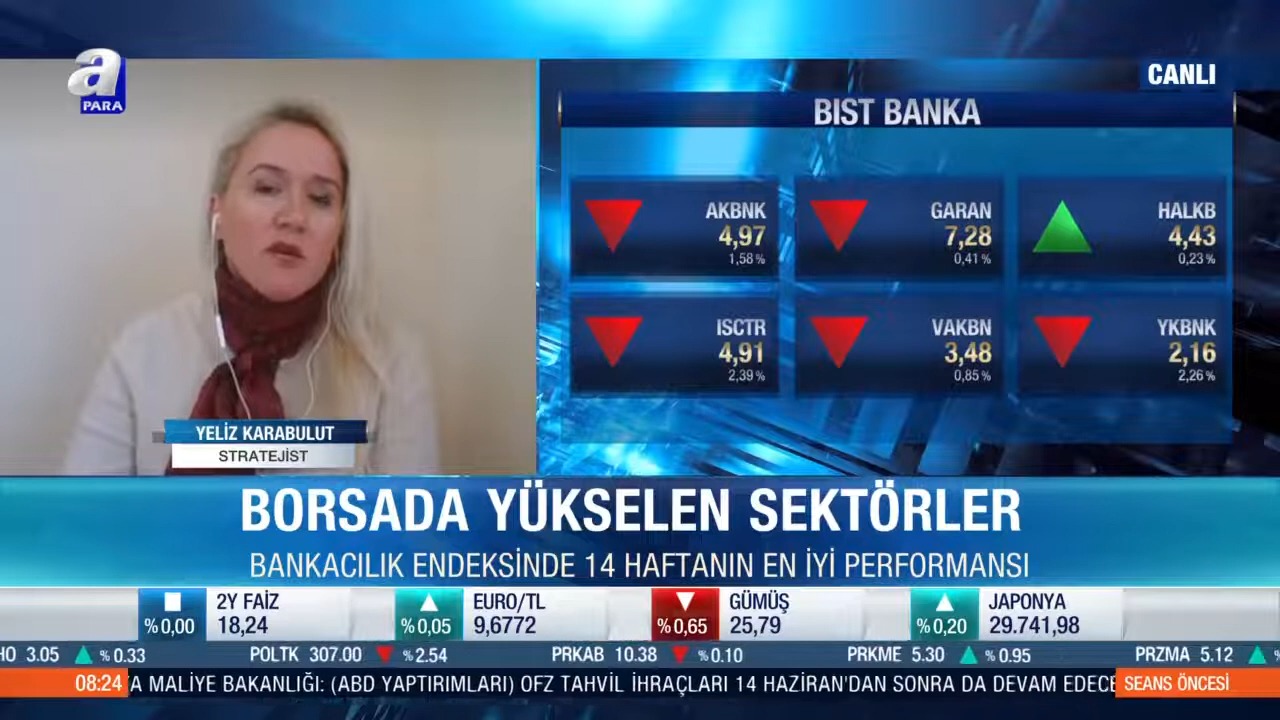 a
PARA
CANLI
BIST BANKA
AKBNK
4,97
1,58 %
GARAN
7,28
0,41 %
HALKB
4,43
0,23 %
ISCTR
4,91
2,39 %
VAKBN
3,48
0,85 %
YKBNK
2,16
2,26 %
YELİZ KARABULUT
STRATEJİST
BORSADA YÜKSELEN SEKTÖRLER
BANKACILIK ENDEKSİNDE 14 HAFTANIN EN İYİ PERFORMANSI
% 0,00 2Y FAİZ 18,24
% 0,05 EURO/TL 9,6772
% 0,65 GÜMÜŞ 25,79
% 0,20 JAPONYA 29.741,98
HO 3.05 % 0.33 POLTK 307.00 % 2.54 PRKAB 10.38 % 0.10 PRKME 5.30 % 0.95 PRZMA 5.12 %
08:24 'A MALİYE BAKANLIĞI: (ABD YAPTIRIMLARI) OFZ TAHVİL İHRAÇLARI 14 HAZİRAN'DAN SONRA DA DEVAM EDECE SEANS ÖNCESİ